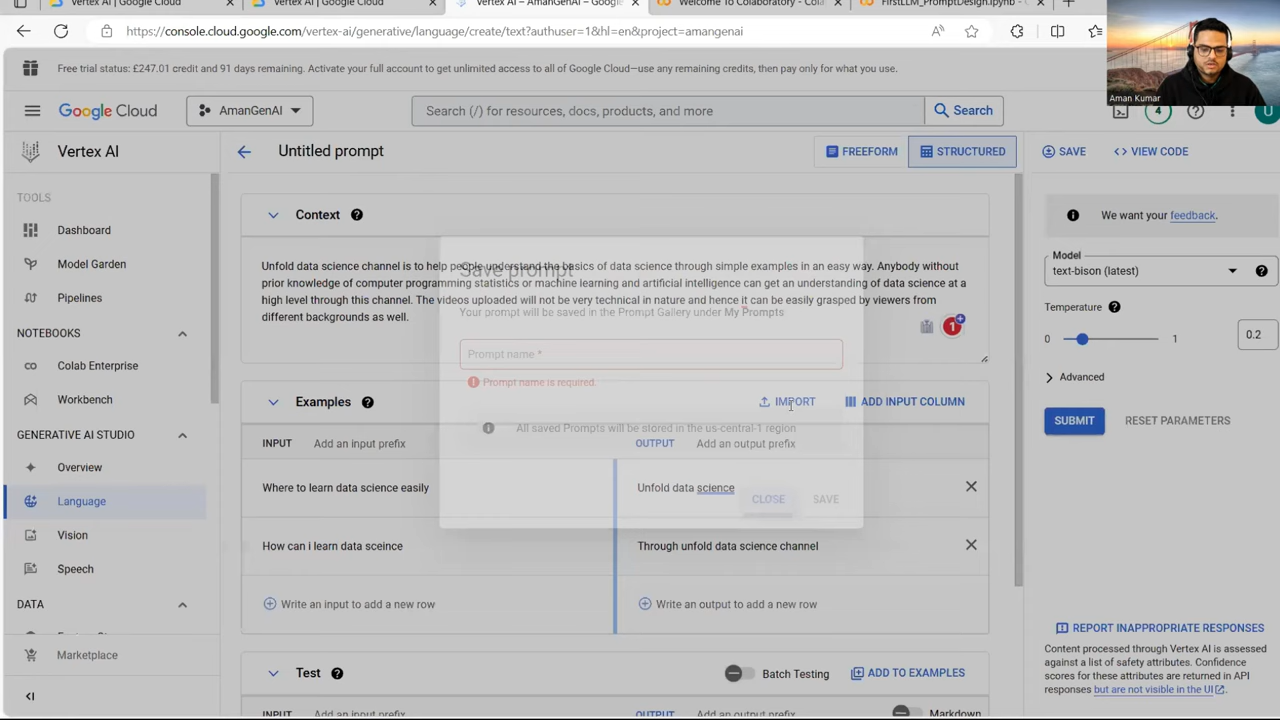 Vertex AI | Google Cloud
Vertex AI | Google Cloud
Vertex AI – AmanGenAI – Google
Welcome To Colaboratory - Colab
FirstLLM_PromptDesign.ipynb - C
https://console.cloud.google.com/vertex-ai/generative/language/create/text?authuser=1&hl=en&project=amangenai
Free trial status: £247.01 credit and 91 days remaining. Activate your full account to get unlimited access to all of Google Cloud—use any remaining credits, then pay only for what you use.
Aman Kumar
Google Cloud
AmanGenAI
Search (/) for resources, docs, products, and more
Search
4
U
Vertex AI
Untitled prompt
FREEFORM
STRUCTURED
SAVE
VIEW CODE
TOOLS
Dashboard
Model Garden
Pipelines
NOTEBOOKS
Colab Enterprise
Workbench
GENERATIVE AI STUDIO
Overview
Language
Vision
Speech
DATA
Marketplace
Context
Unfold data science channel is to help people understand the basics of data science through simple examples in an easy way. Anybody without
prior knowledge of computer programming statistics or machine learning and artificial intelligence can get an understanding of data science at a
high level through this channel. The videos uploaded will not be very technical in nature and hence it can be easily grasped by viewers from
different backgrounds as well.
1
Save prompt
Your prompt will be saved in the Prompt Gallery under My Prompts
Prompt name *
Prompt name is required.
All saved Prompts will be stored in the us-central-1 region
CLOSE
SAVE
Examples
IMPORT
ADD INPUT COLUMN
INPUT Add an input prefix
OUTPUT Add an output prefix
Where to learn data science easily
Unfold data science
How can i learn data sceince
Through unfold data science channel
Write an input to add a new row
Write an output to add a new row
Test
Batch Testing
ADD TO EXAMPLES
INPUT Add an input prefix
OUTPUT Add an output prefix
Markdown
We want your feedback.
Model
text-bison (latest)
Temperature
0
1
0.2
Advanced
SUBMIT
RESET PARAMETERS
REPORT INAPPROPRIATE RESPONSES
Content processed through Vertex AI is assessed
against a list of safety attributes. Confidence
scores for these attributes are returned in API
responses but are not visible in the UI.